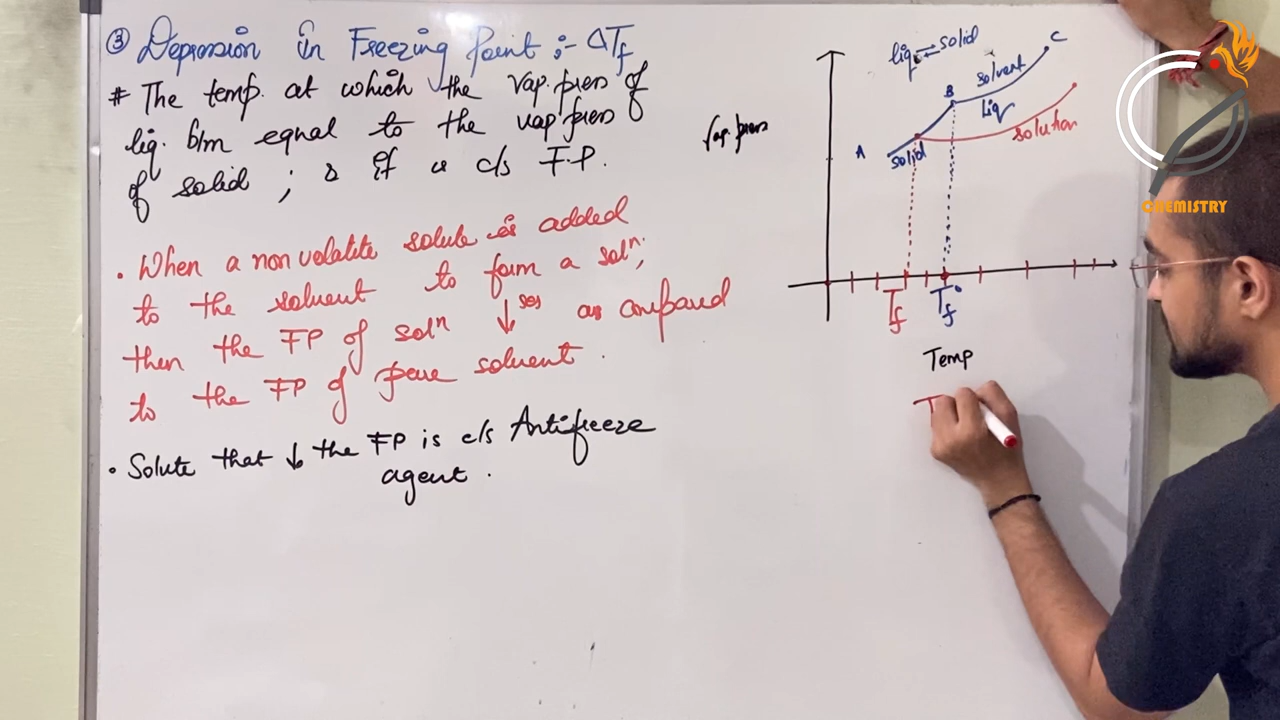 ③ Depression in Freezing Point :- ΔTf
# The temp. at which the vap. pres of
liq. b/m equal to the vap. pres
of solid ; & it is c/s F.P.
• When a non volatile solute is added
to the solvent to form a solⁿ;
then the FP of solⁿ ↓ses as compared
to the FP of pure solvent.
• Solute that ↓ the FP is c/s Antifreeze
agent.
liq ⇌ solid
C
solvent
B
liq
Vap. pres
solution
A
solid
Tf
Tf°
Temp
T
CHEMISTRY